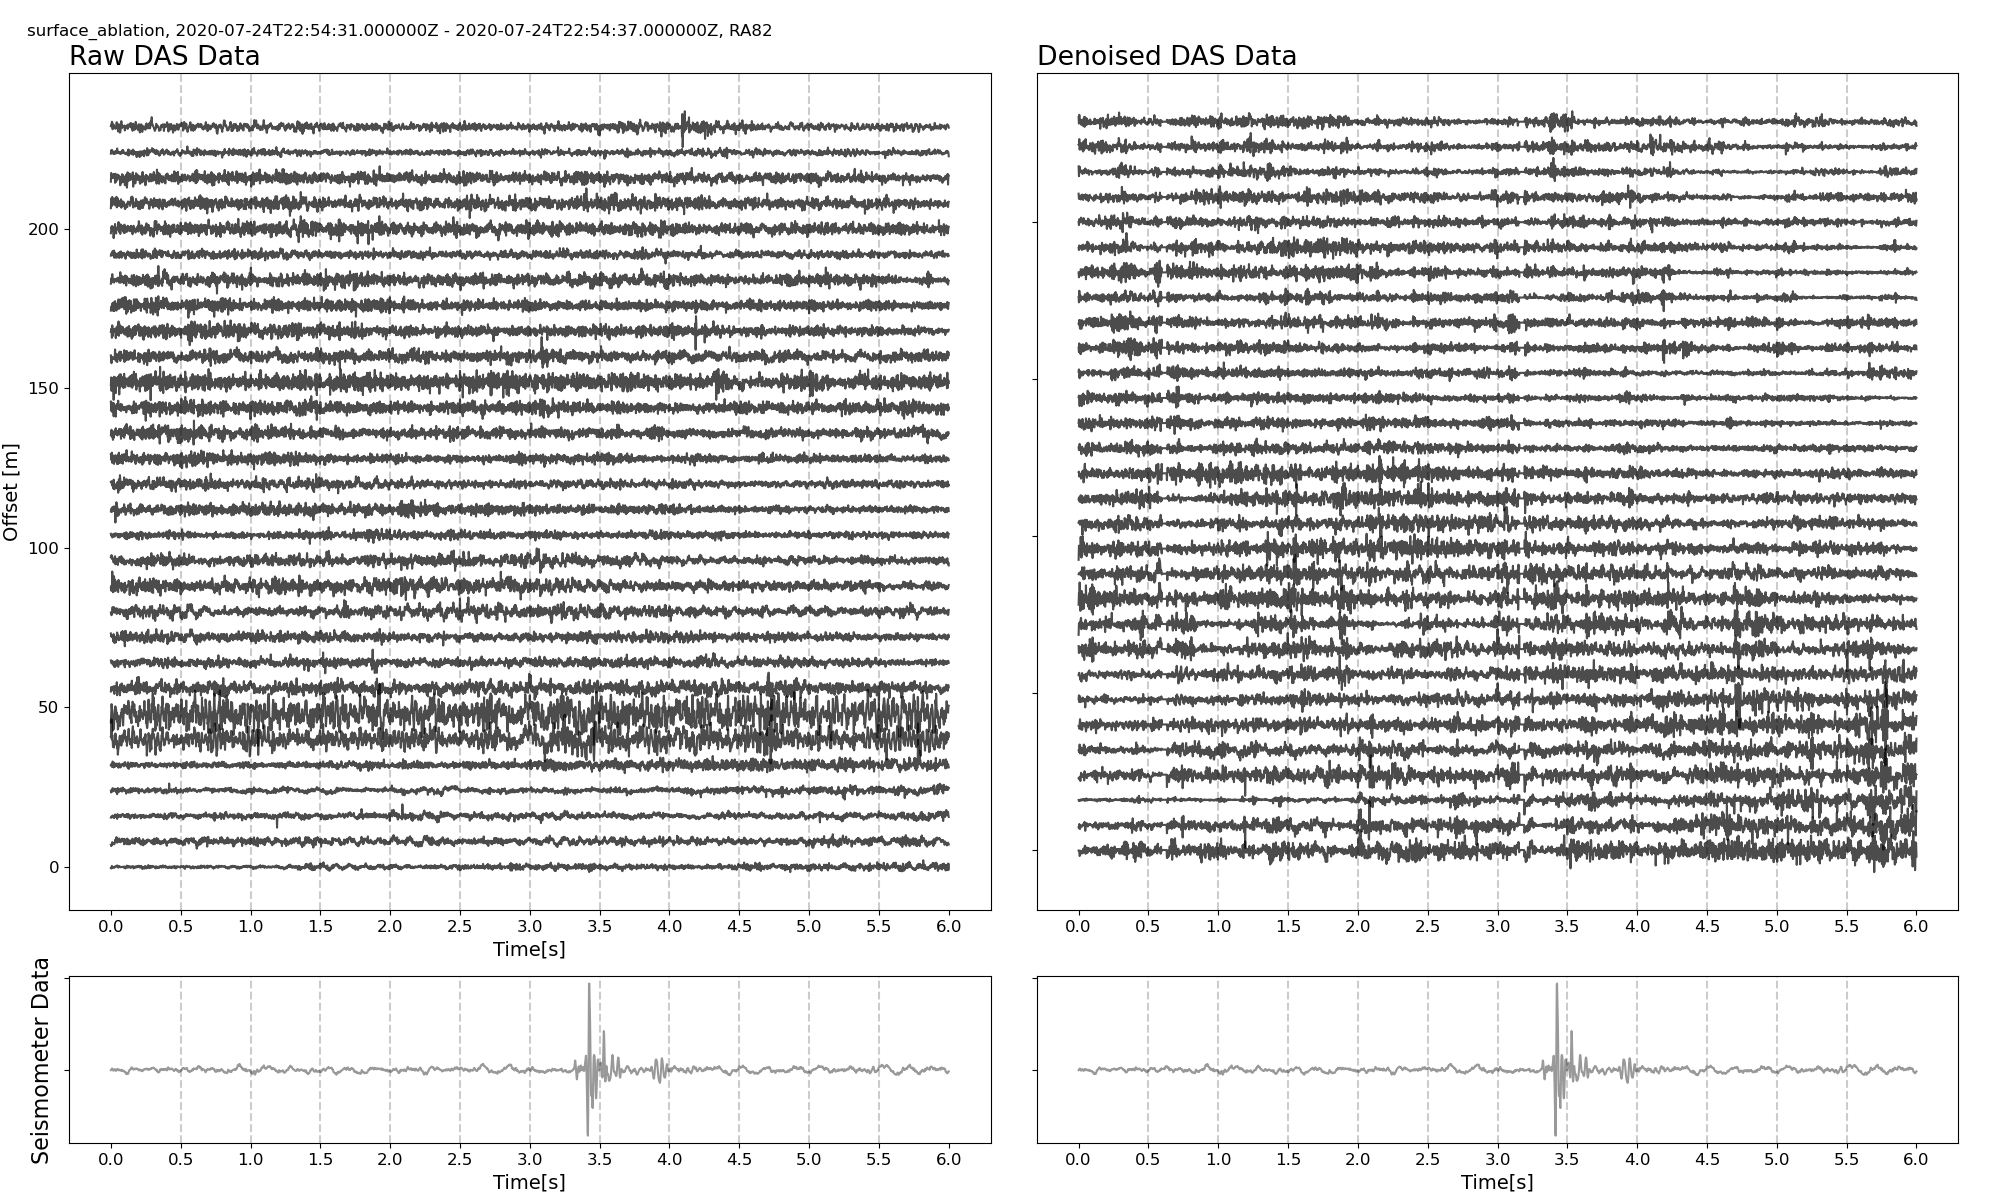 surface_ablation, 2020-07-24T22:54:31.000000Z - 2020-07-24T22:54:37.000000Z, RA82
Raw DAS Data
Denoised DAS Data
Offset [m]
200
150
100
50
0
0.0 0.5 1.0 1.5 2.0 2.5 3.0 3.5 4.0 4.5 5.0 5.5 6.0
Time[s]
0.0 0.5 1.0 1.5 2.0 2.5 3.0 3.5 4.0 4.5 5.0 5.5 6.0
Seismometer Data
0.0 0.5 1.0 1.5 2.0 2.5 3.0 3.5 4.0 4.5 5.0 5.5 6.0
Time[s]
0.0 0.5 1.0 1.5 2.0 2.5 3.0 3.5 4.0 4.5 5.0 5.5 6.0
Time[s]